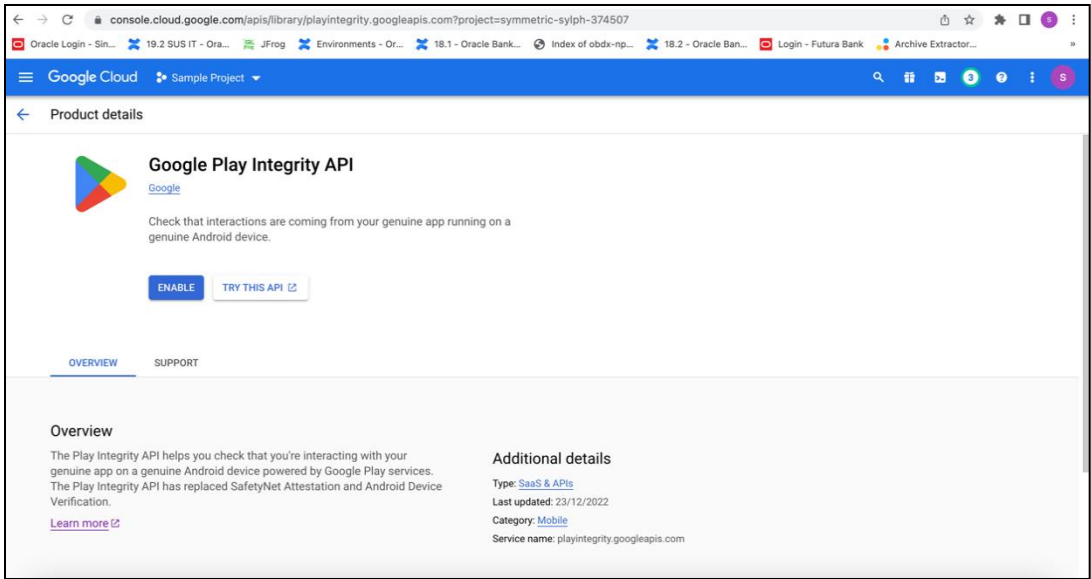 console.cloud.google.com/apis/library/playintegrity.googleapis.com?project=symmetric-sylph-374507
S
Oracle Login - Sin... 19.2 SUS IT - Ora... JFrog Environments - Or... 18.1 - Oracle Bank... Index of obdx-np... 18.2 - Oracle Ban... Login - Futura Bank Archive Extractor... »
Google Cloud Sample Project 3 ? S
Product details
Google Play Integrity API
Google
Check that interactions are coming from your genuine app running on a
genuine Android device.
ENABLE TRY THIS API
OVERVIEW SUPPORT
Overview
The Play Integrity API helps you check that you're interacting with your
genuine app on a genuine Android device powered by Google Play services.
The Play Integrity API has replaced SafetyNet Attestation and Android Device
Verification.
Learn more
Additional details
Type: SaaS & APIs
Last updated: 23/12/2022
Category: Mobile
Service name: playintegrity.googleapis.com